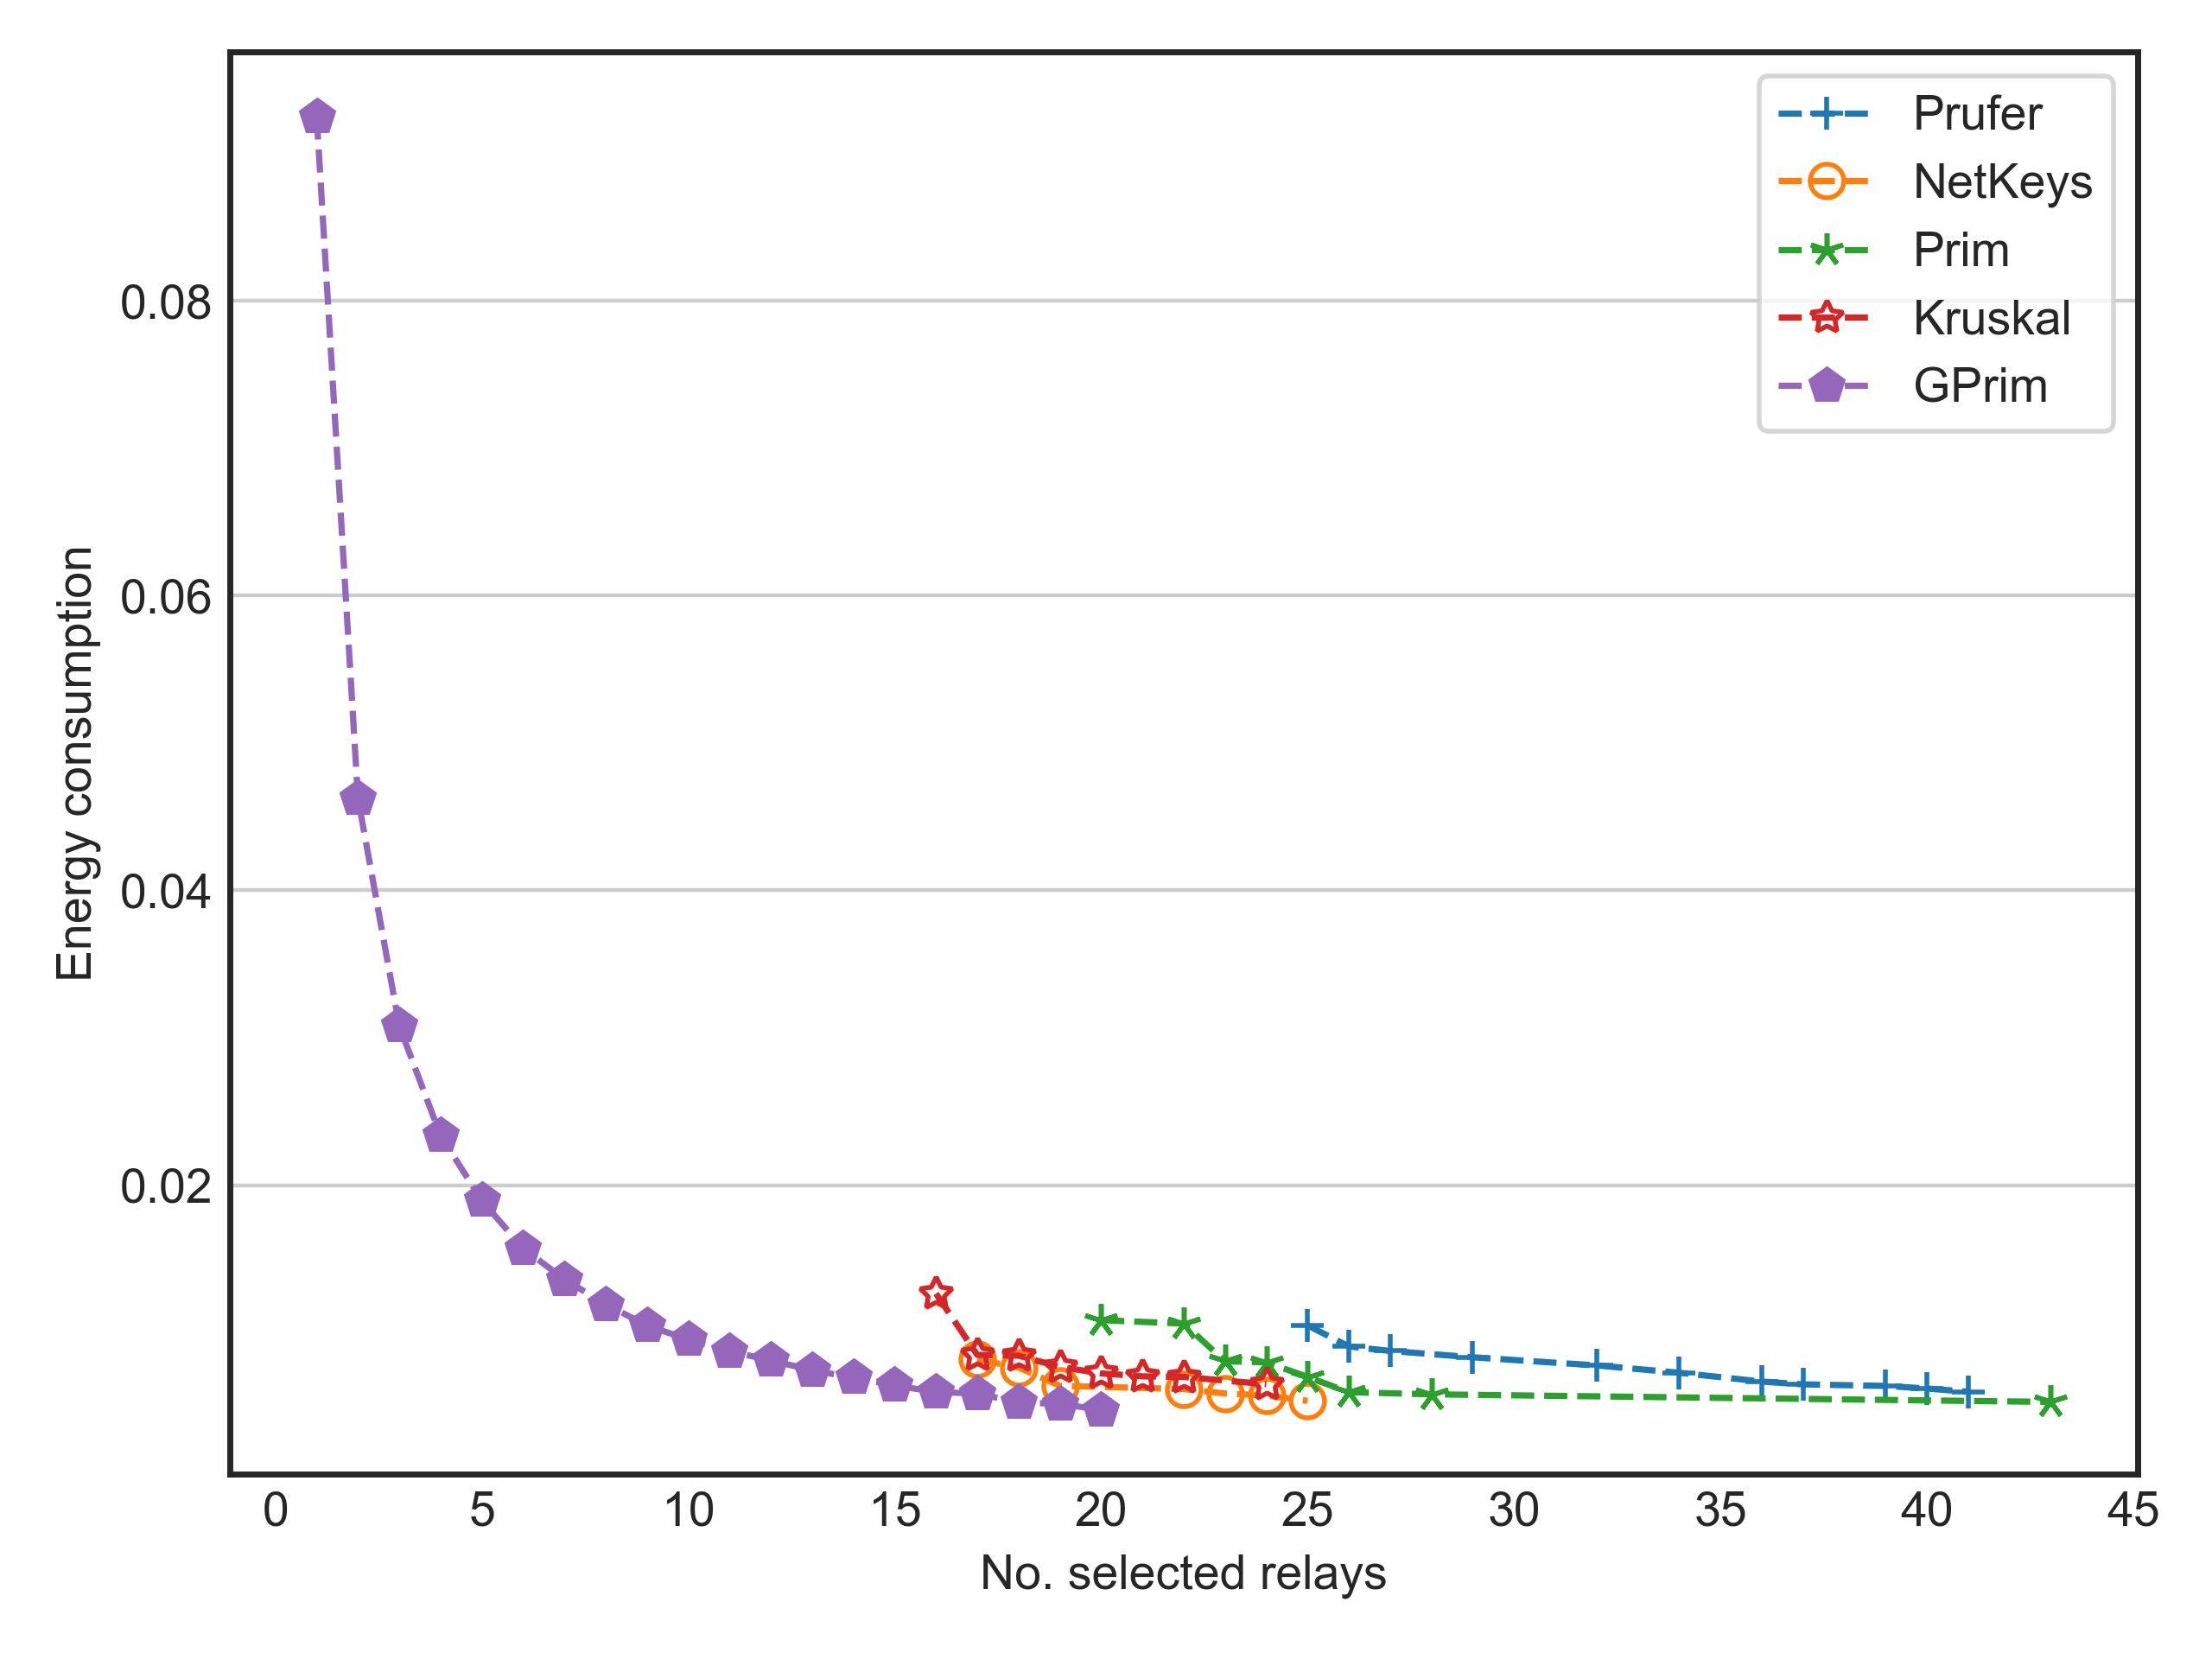 Prufer
NetKeys
Prim
Kruskal
GPrim
0.08
0.06
0.04
0.02
Energy consumption
0 5 10 15 20 25 30 35 40 45
No. selected relays